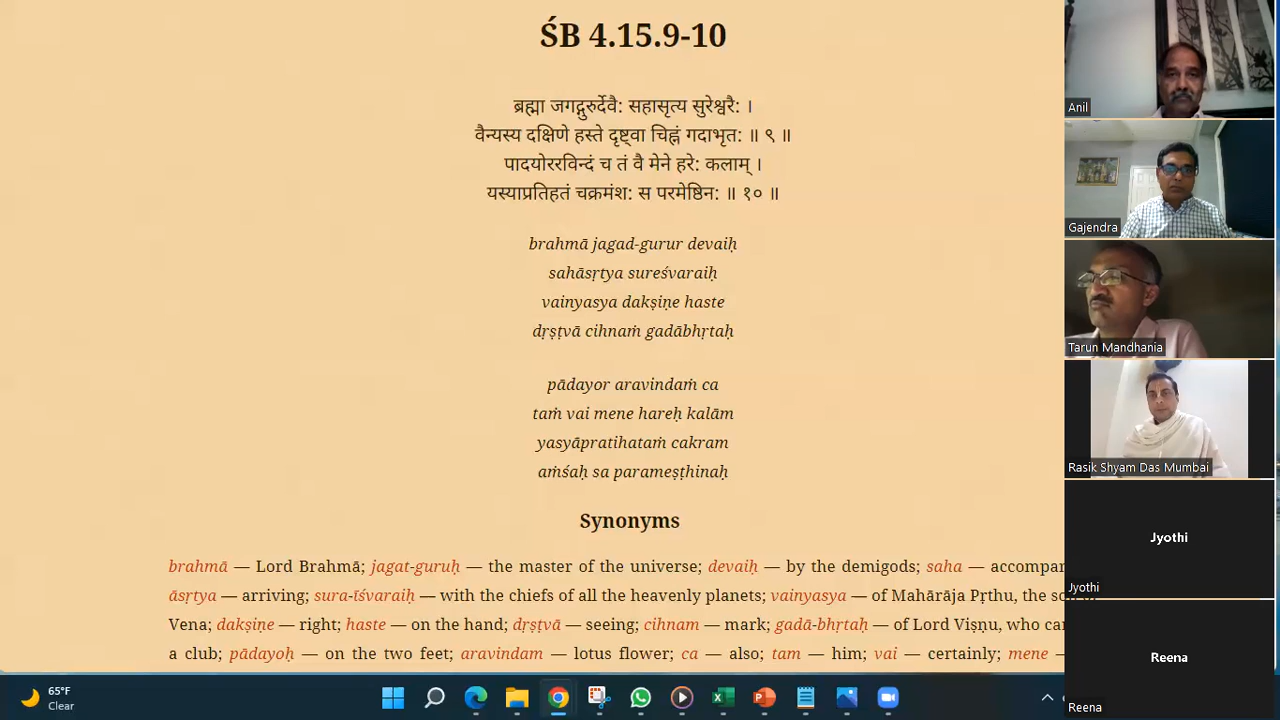 ŚB 4.15.9-10
ब्रह्मा जगद्गुरुर्देवै: सहासृत्य सुरेश्वरै: ।
वैन्यस्य दक्षिणे हस्ते दृष्ट्वा चिह्नं गदाभृत: ॥ ९ ॥
पादयोररविन्दं च तं वै मेने हरे: कलाम् ।
यस्याप्रतिहतं चक्रमंश: स परमेष्ठिन: ॥ १० ॥
brahmā jagad-gurur devaiḥ
sahāsṛtya sureśvaraiḥ
vainyasya dakṣiṇe haste
dṛṣṭvā cihnaṁ gadābhṛtaḥ
pādayor aravindaṁ ca
taṁ vai mene hareḥ kalām
yasyāpratihataṁ cakram
aṁśaḥ sa parameṣṭhinaḥ
Synonyms
brahmā — Lord Brahmā; jagat-guruḥ — the master of the universe; devaiḥ — by the demigods; saha — accompan
āsṛtya — arriving; sura-īśvaraiḥ — with the chiefs of all the heavenly planets; vainyasya — of Mahārāja Pṛthu, the so
Vena; dakṣiṇe — right; haste — on the hand; dṛṣṭvā — seeing; cihnam — mark; gadā-bhṛtaḥ — of Lord Viṣṇu, who car
a club; pādayoḥ — on the two feet; aravindam — lotus flower; ca — also; tam — him; vai — certainly; mene —
Anil
Gajendra
Tarun Mandhania
Rasik Shyam Das Mumbai
Jyothi
Jyothi
Reena
Reena
65°F
Clear